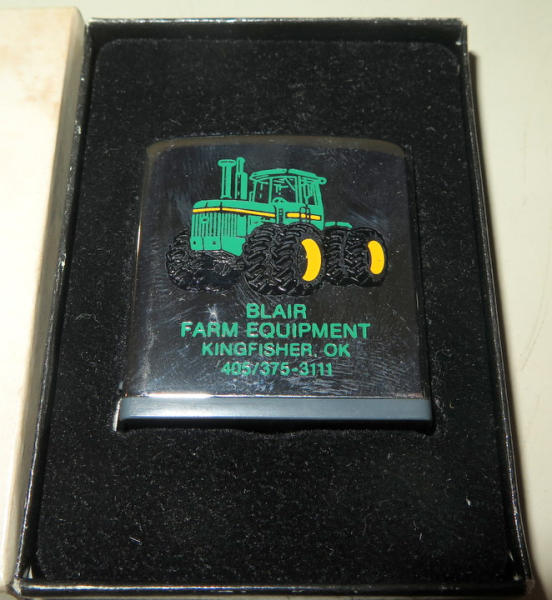 BLAIR
FARM EQUIPMENT
KINGFISHER, OK
405/375-3111